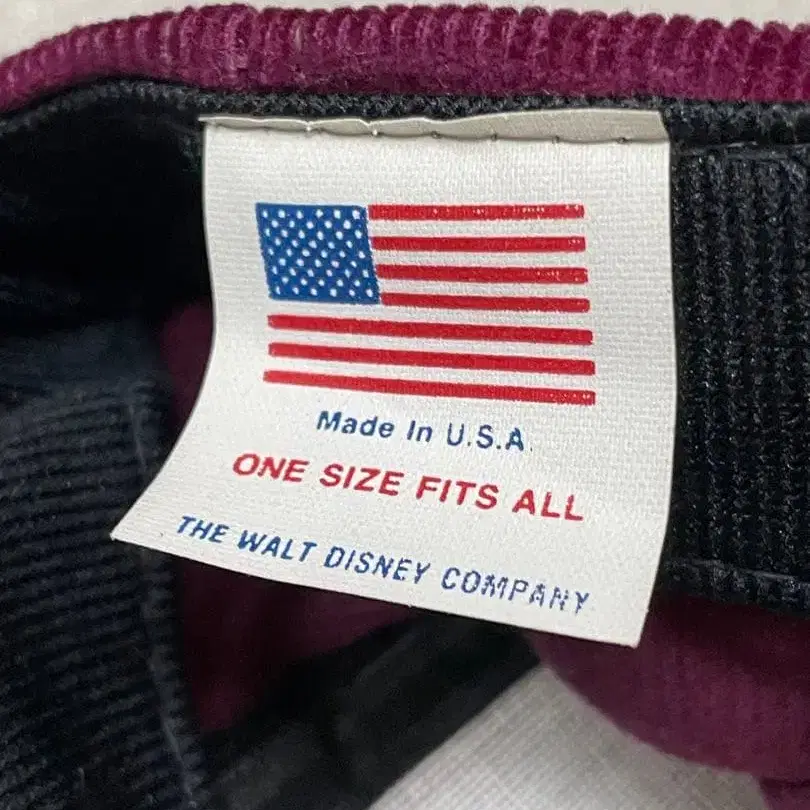 Made In U.S.A.
ONE SIZE FITS ALL
THE WALT DISNEY COMPANY